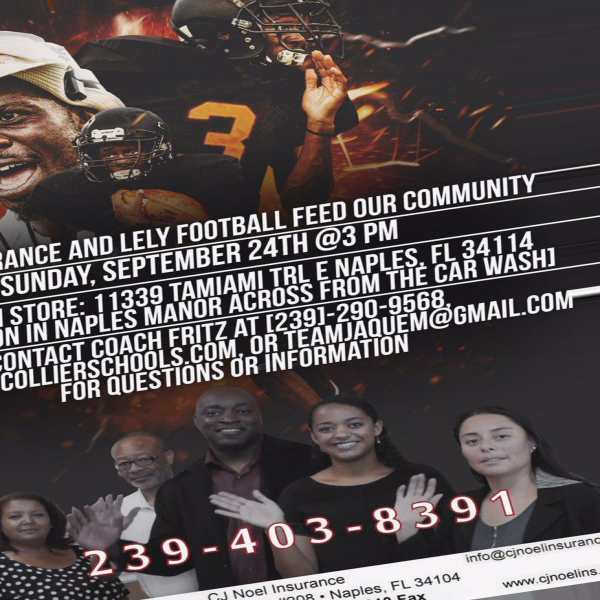 3
RANCE AND LELY FOOTBALL FEED OUR COMMUNITY
SUNDAY, SEPTEMBER 24TH @3 PM
STORE: 11339 TAMIAMI TRL E NAPLES, FL 34114
ON IN NAPLES MANOR ACROSS FROM THE CAR WASH]
CONTACT COACH FRITZ AT [239]-290-9568,
COLLIERSCHOOLS.COM, OR TEAMJAQUEM@GMAIL.COM
FOR QUESTIONS OR INFORMATION
239-403-8391
CJ Noel Insurance
#208 • Naples, FL 34104
Fax
info@cjnoelinsuranc
www.cjnoelins